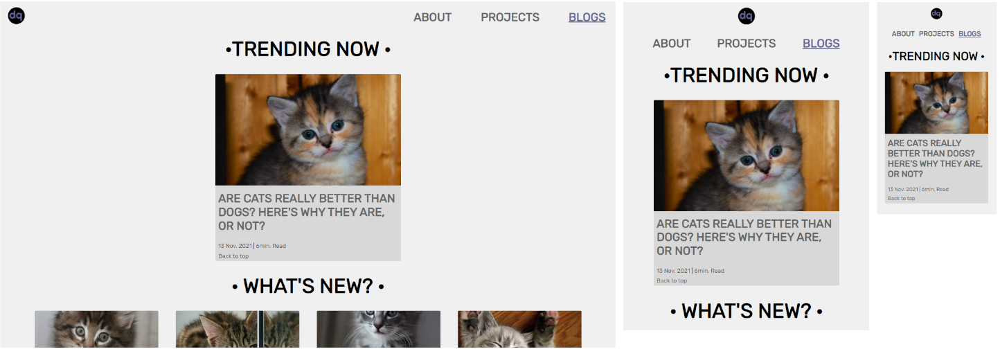 dq
ABOUT PROJECTS BLOGS
•TRENDING NOW •
ARE CATS REALLY BETTER THAN
DOGS? HERE'S WHY THEY ARE,
OR NOT?
13 Nov. 2021 | 6min. Read
Back to top
• WHAT'S NEW? •
dq
ABOUT PROJECTS BLOGS
•TRENDING NOW •
ARE CATS REALLY BETTER THAN
DOGS? HERE'S WHY THEY ARE,
OR NOT?
13 Nov. 2021 | 6min. Read
Back to top
• WHAT'S NEW? •
dq
ABOUT PROJECTS BLOGS
•TRENDING NOW •
ARE CATS REALLY
BETTER THAN DOGS?
HERE'S WHY THEY ARE,
OR NOT?
13 Nov. 2021 | 6min. Read
Back to top